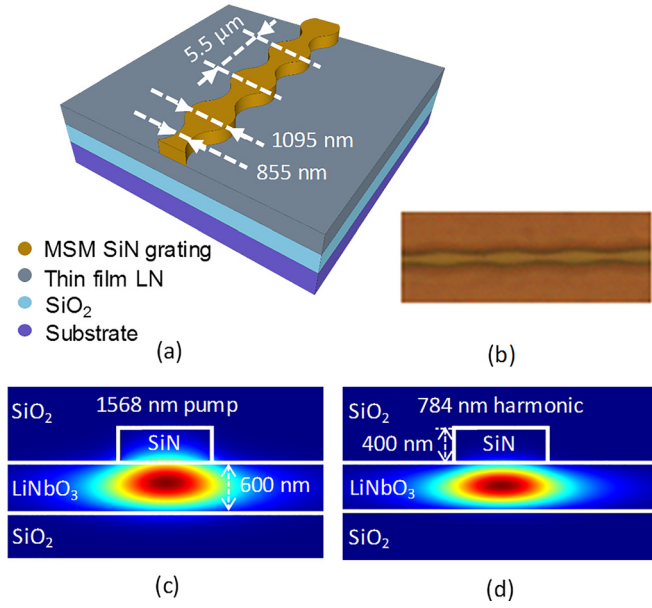 5.5 µm
1095 nm
855 nm
MSM SiN grating
Thin film LN
SiO₂
Substrate
(a)
(b)
SiO₂
1568 nm pump
SiN
LiNbO₃
600 nm
SiO₂
(c)
SiO₂
784 nm harmonic
400 nm
SiN
LiNbO₃
SiO₂
(d)